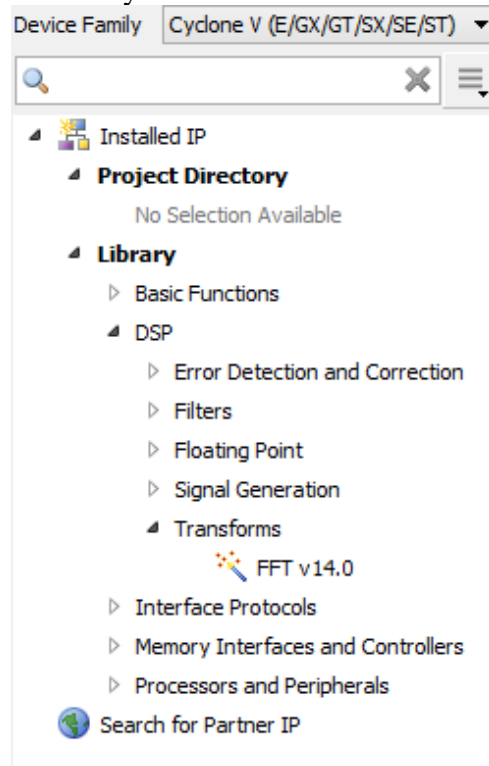 Device Family Cyclone V (E/GX/GT/SX/SE/ST)
Installed IP
Project Directory
No Selection Available
Library
Basic Functions
DSP
Error Detection and Correction
Filters
Floating Point
Signal Generation
Transforms
FFT v14.0
Interface Protocols
Memory Interfaces and Controllers
Processors and Peripherals
Search for Partner IP